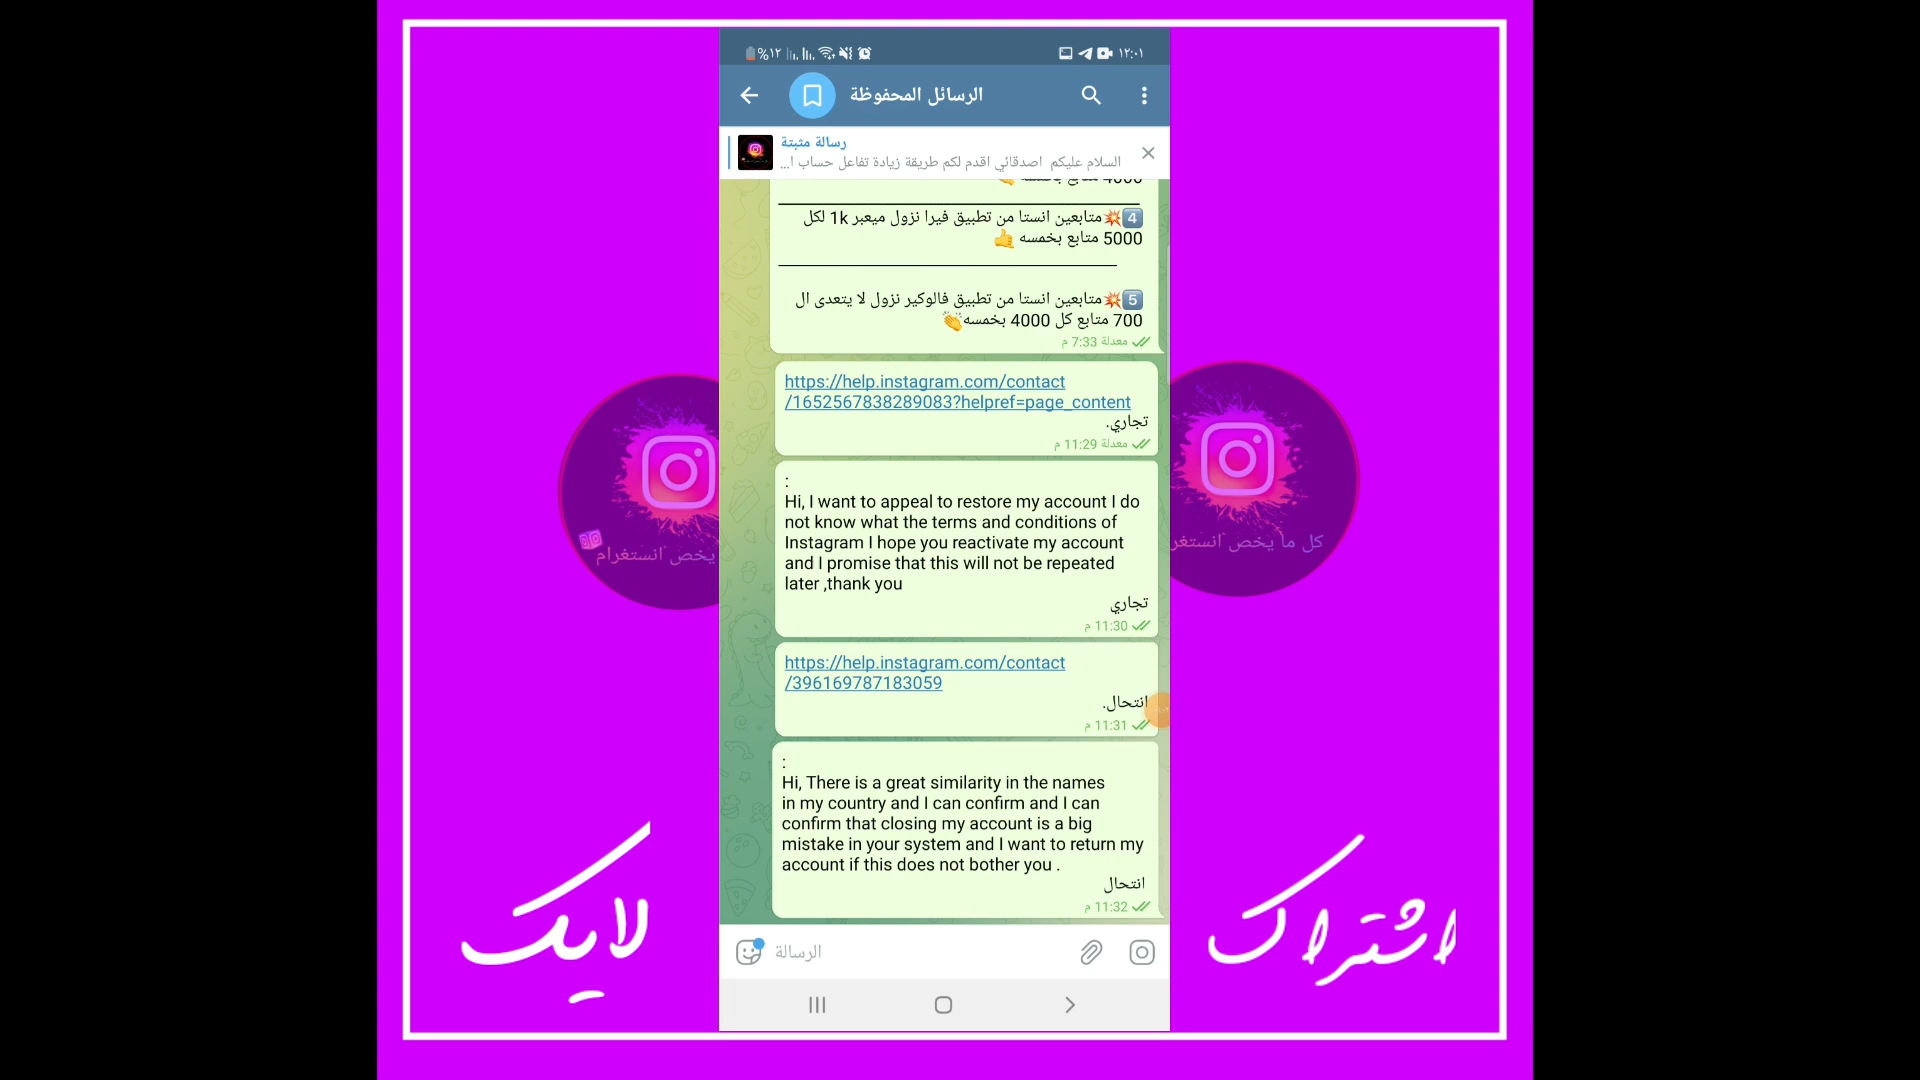 %١٢
١٢:٠١
الرسائل المحفوظة
رسالة مثبتة
السلام عليكم اصدقائي اقدم لكم طريقة زيادة تفاعل حساب ا...
4️⃣💥متابعين انستا من تطبيق فيرا نزول ميعبر 1k لكل
5000 متابع بخمسه 🤙
5️⃣💥متابعين انستا من تطبيق فالوكير نزول لا يتعدى ال
700 متابع كل 4000 بخمسه👏
معدلة 7:33 م
https://help.instagram.com/contact
/1652567838289083?helpref=page_content
تجاري.
معدلة 11:29 م
:
Hi, I want to appeal to restore my account I do
not know what the terms and conditions of
Instagram I hope you reactivate my account
and I promise that this will not be repeated
later ,thank you
تجاري
11:30 م
https://help.instagram.com/contact
/396169787183059
انتحال.
11:31 م
:
Hi, There is a great similarity in the names
in my country and I can confirm and I can
confirm that closing my account is a big
mistake in your system and I want to return my
account if this does not bother you .
انتحال
11:32 م
الرسالة
يخص انستغرام
كل ما يخص انستغر
لايك
اشتراك